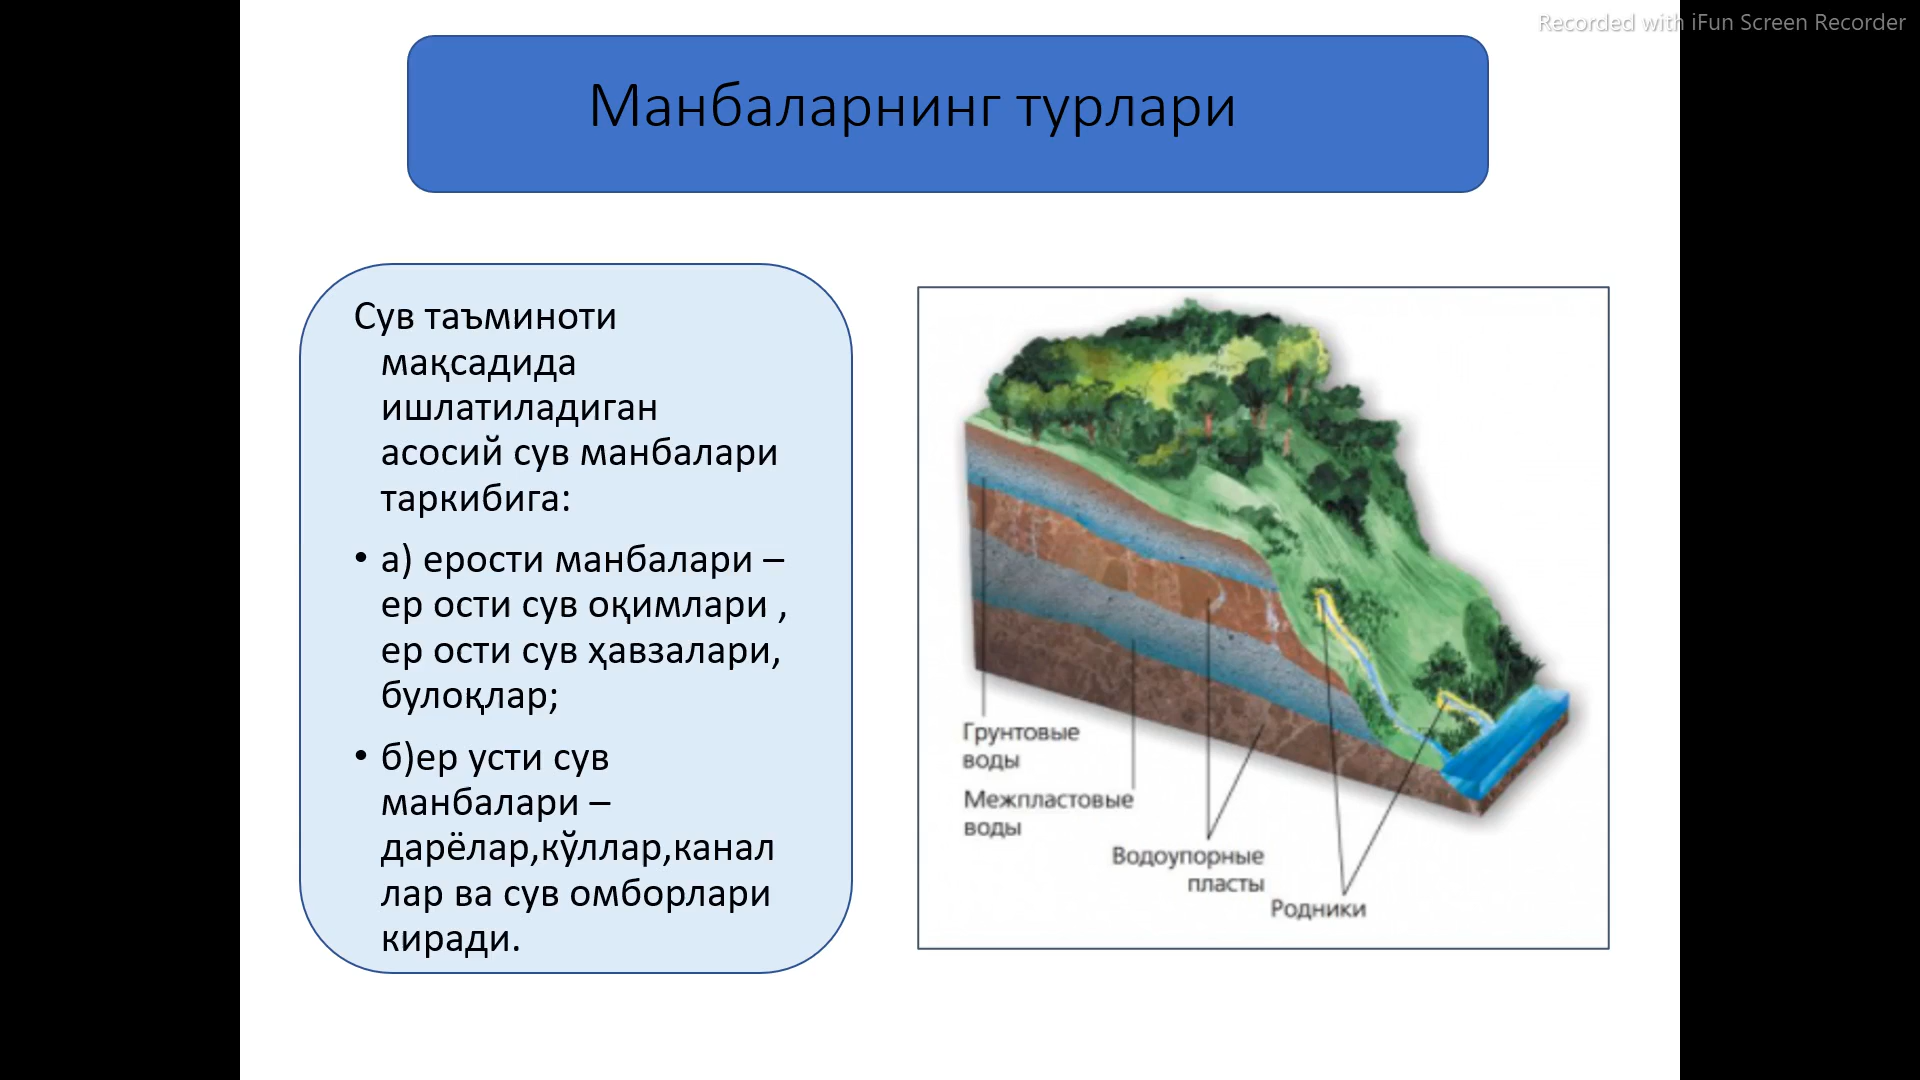 Recorded with iFun Screen Recorder
Манбаларнинг турлари
Сув таъминоти
мақсадида
ишлатиладиган
асосий сув манбалари
таркибига:
• а) ерости манбалари –
ер ости сув оқимлари ,
ер ости сув ҳавзалари,
булоқлар;
• б)ер усти сув
манбалари –
дарёлар,кўллар,канал
лар ва сув омборлари
киради.
Грунтовые
воды
Межпластовые
воды
Водоупорные
пласты
Родники